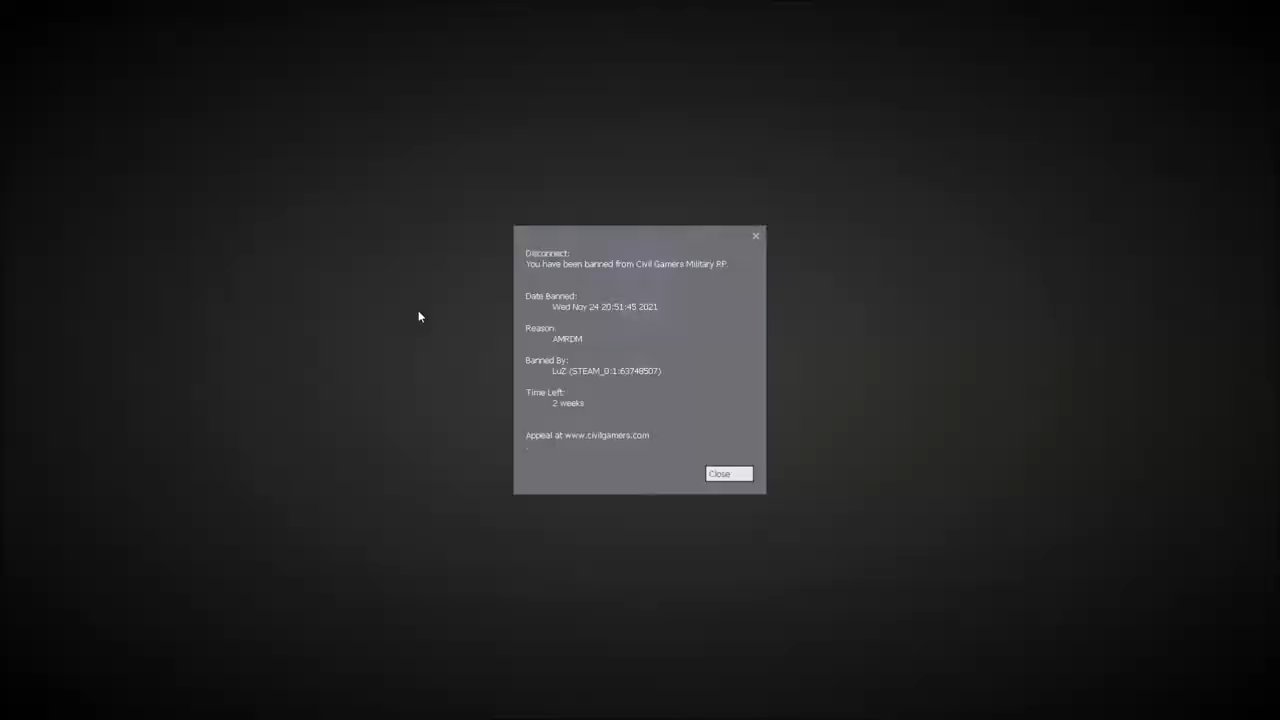 Disconnect:
You have been banned from Civil Gamers Military RP.
Date Banned:
Wed Nov 24 20:51:45 2021
Reason:
AMRDM
Banned By:
LuZ (STEAM_0:1:63748507)
Time Left:
2 weeks
Appeal at www.civilgamers.com
.
Close